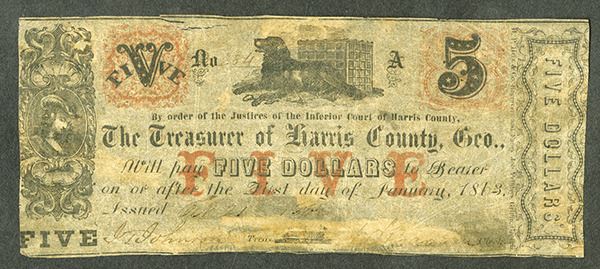 FIVE V No A 5
By order of the Justices of the Inferior Court of Harris County,
The Treasurer of Harris County, Geo.,
Will pay FIVE DOLLARS to Bearer
FIVE
on or after the First day of January, 1863.
Issued
FIVE Treas. Clerk
FIVE DOLLARS.